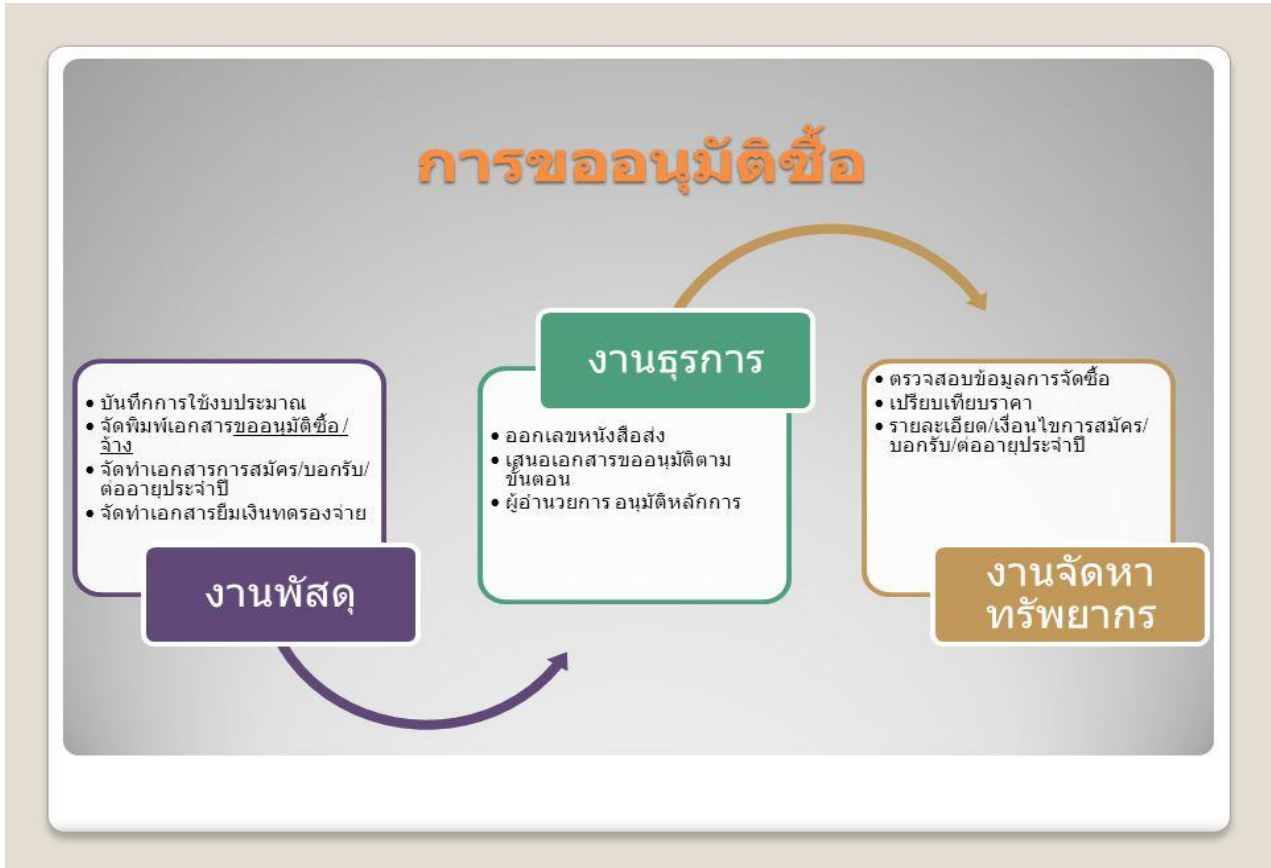 การขออนุมัติซื้อ
• บันทึกการใช้งบประมาณ
• จัดพิมพ์เอกสารขออนุมัติซื้อ/
จ้าง
• จัดทำเอกสารการสมัคร/บอกรับ/
ต่ออายุประจำปี
• จัดทำเอกสารยืมเงินทดรองจ่าย
งานพัสดุ
งานธุรการ
• ออกเลขหนังสือส่ง
• เสนอเอกสารขออนุมัติตาม
ขั้นตอน
• ผู้อำนวยการ อนุมัติหลักการ
• ตรวจสอบข้อมูลการจัดซื้อ
• เปรียบเทียบราคา
• รายละเอียด/เงื่อนไขการสมัคร/
บอกรับ/ต่ออายุประจำปี
งานจัดหา
ทรัพยากร